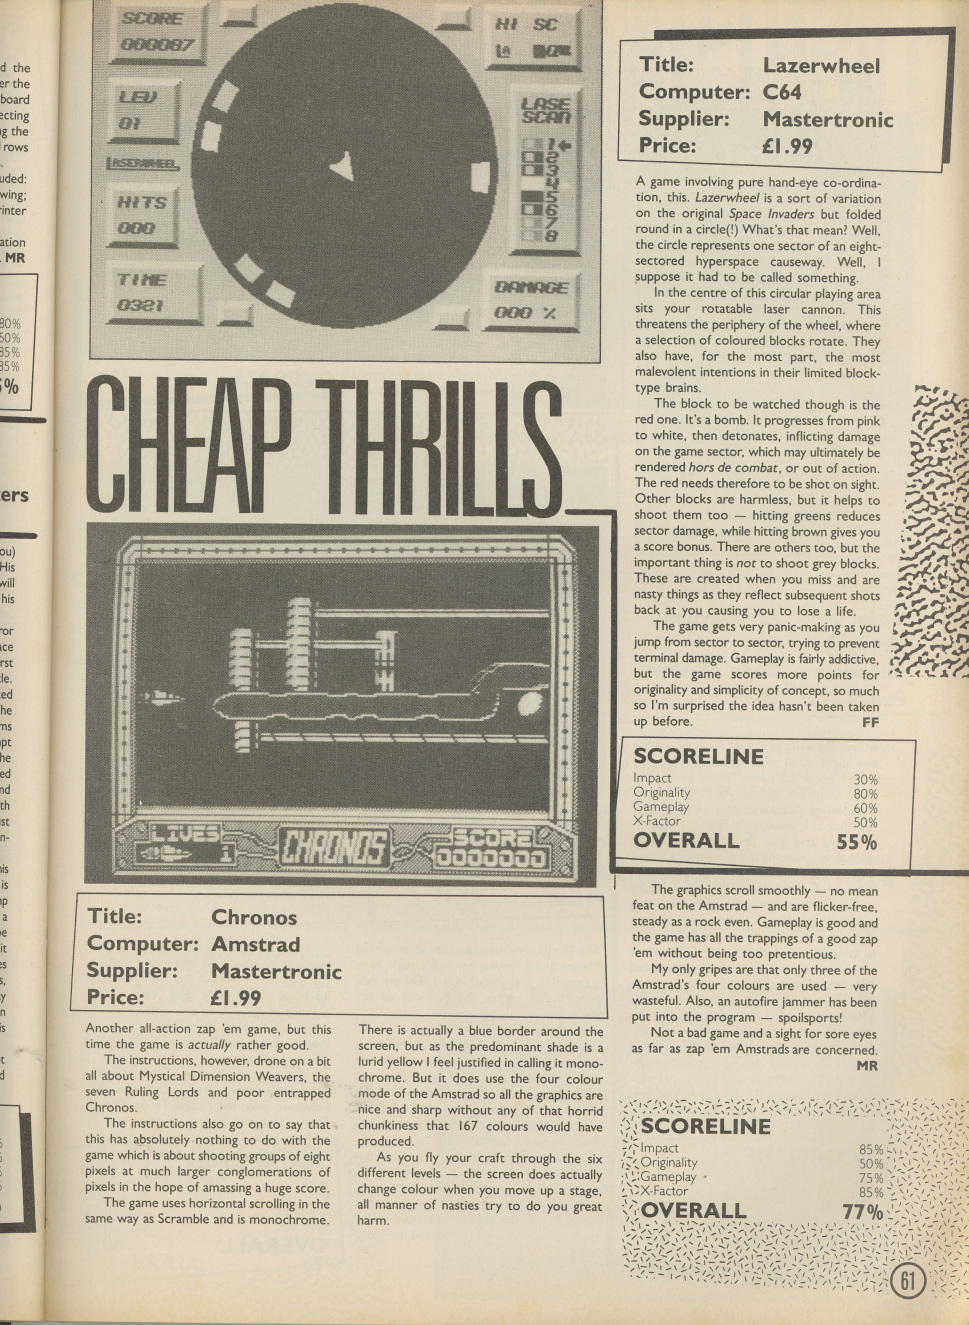 d the
er the
board
ecting
ng the
rows
uded:
wing;
rinter
ation
MR
80%
50%
85%
85%
5%
ters
ou)
His
will
his
SCORE
000087
LEV
01
LASERWHEEL
HITS
000
TIME
0321
HI SC
LASE
SCAN
1
2
3
4
5
6
7
8
DAMAGE
000 %
CHEAP THRILLS
LIVES
1
CHRONOS
SCORE
0000000
Title: Lazerwheel
Computer: C64
Supplier: Mastertronic
Price: £1.99
A game involving pure hand-eye co-ordina-
tion, this. Lazerwheel is a sort of variation
on the original Space Invaders but folded
round in a circle(!) What's that mean? Well,
the circle represents one sector of an eight-
sectored hyperspace causeway. Well, I
suppose it had to be called something.
In the centre of this circular playing area
sits your rotatable laser cannon. This
threatens the periphery of the wheel, where
a selection of coloured blocks rotate. They
also have, for the most part, the most
malevolent intentions in their limited block-
type brains.
The block to be watched though is the
red one. It's a bomb. It progresses from pink
to white, then detonates, inflicting damage
on the game sector, which may ultimately be
rendered hors de combat, or out of action.
The red needs therefore to be shot on sight.
Other blocks are harmless, but it helps to
shoot them too — hitting greens reduces
sector damage, while hitting brown gives you
a score bonus. There are others too, but the
important thing is not to shoot grey blocks.
These are created when you miss and are
nasty things as they reflect subsequent shots
back at you causing you to lose a life.
The game gets very panic-making as you
jump from sector to sector, trying to prevent
terminal damage. Gameplay is fairly addictive,
but the game scores more points for
originality and simplicity of concept, so much
so I'm surprised the idea hasn't been taken
up before. FF
SCORELINE
Impact 30%
Originality 80%
Gameplay 60%
X-Factor 50%
OVERALL 55%
Title: Chronos
Computer: Amstrad
Supplier: Mastertronic
Price: £1.99
Another all-action zap 'em game, but this
time the game is actually rather good.
The instructions, however, drone on a bit
all about Mystical Dimension Weavers, the
seven Ruling Lords and poor entrapped
Chronos.
The instructions also go on to say that
this has absolutely nothing to do with the
game which is about shooting groups of eight
pixels at much larger conglomerations of
pixels in the hope of amassing a huge score.
The game uses horizontal scrolling in the
same way as Scramble and is monochrome.
There is actually a blue border around the
screen, but as the predominant shade is a
lurid yellow I feel justified in calling it mono-
chrome. But it does use the four colour
mode of the Amstrad so all the graphics are
nice and sharp without any of that horrid
chunkiness that 167 colours would have
produced.
As you fly your craft through the six
different levels — the screen does actually
change colour when you move up a stage,
all manner of nasties try to do you great
harm.
The graphics scroll smoothly — no mean
feat on the Amstrad — and are flicker-free,
steady as a rock even. Gameplay is good and
the game has all the trappings of a good zap
'em without being too pretentious.
My only gripes are that only three of the
Amstrad's four colours are used — very
wasteful. Also, an autofire jammer has been
put into the program — spoilsports!
Not a bad game and a sight for sore eyes
as far as zap 'em Amstrads are concerned.
MR
SCORELINE
Impact 85%
Originality 50%
Gameplay 75%
X-Factor 85%
OVERALL 77%
61